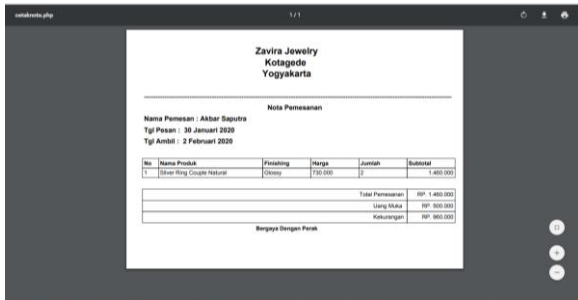 cetaknota.php
1 / 1
Zavira Jewelry
Kotagede
Yogyakarta
Nota Pemesanan
Nama Pemesan : Akbar Saputra
Tgl Pesan : 30 Januari 2020
Tgl Ambil : 2 Februari 2020
No Nama Produk Finishing Harga Jumlah Subtotal
1 Silver Ring Couple Natural Glossy 730.000 2 1.460.000
Total Pemesanan RP. 1.460.000
Uang Muka RP. 500.000
Kekurangan RP. 960.000
Bergaya Dengan Perak